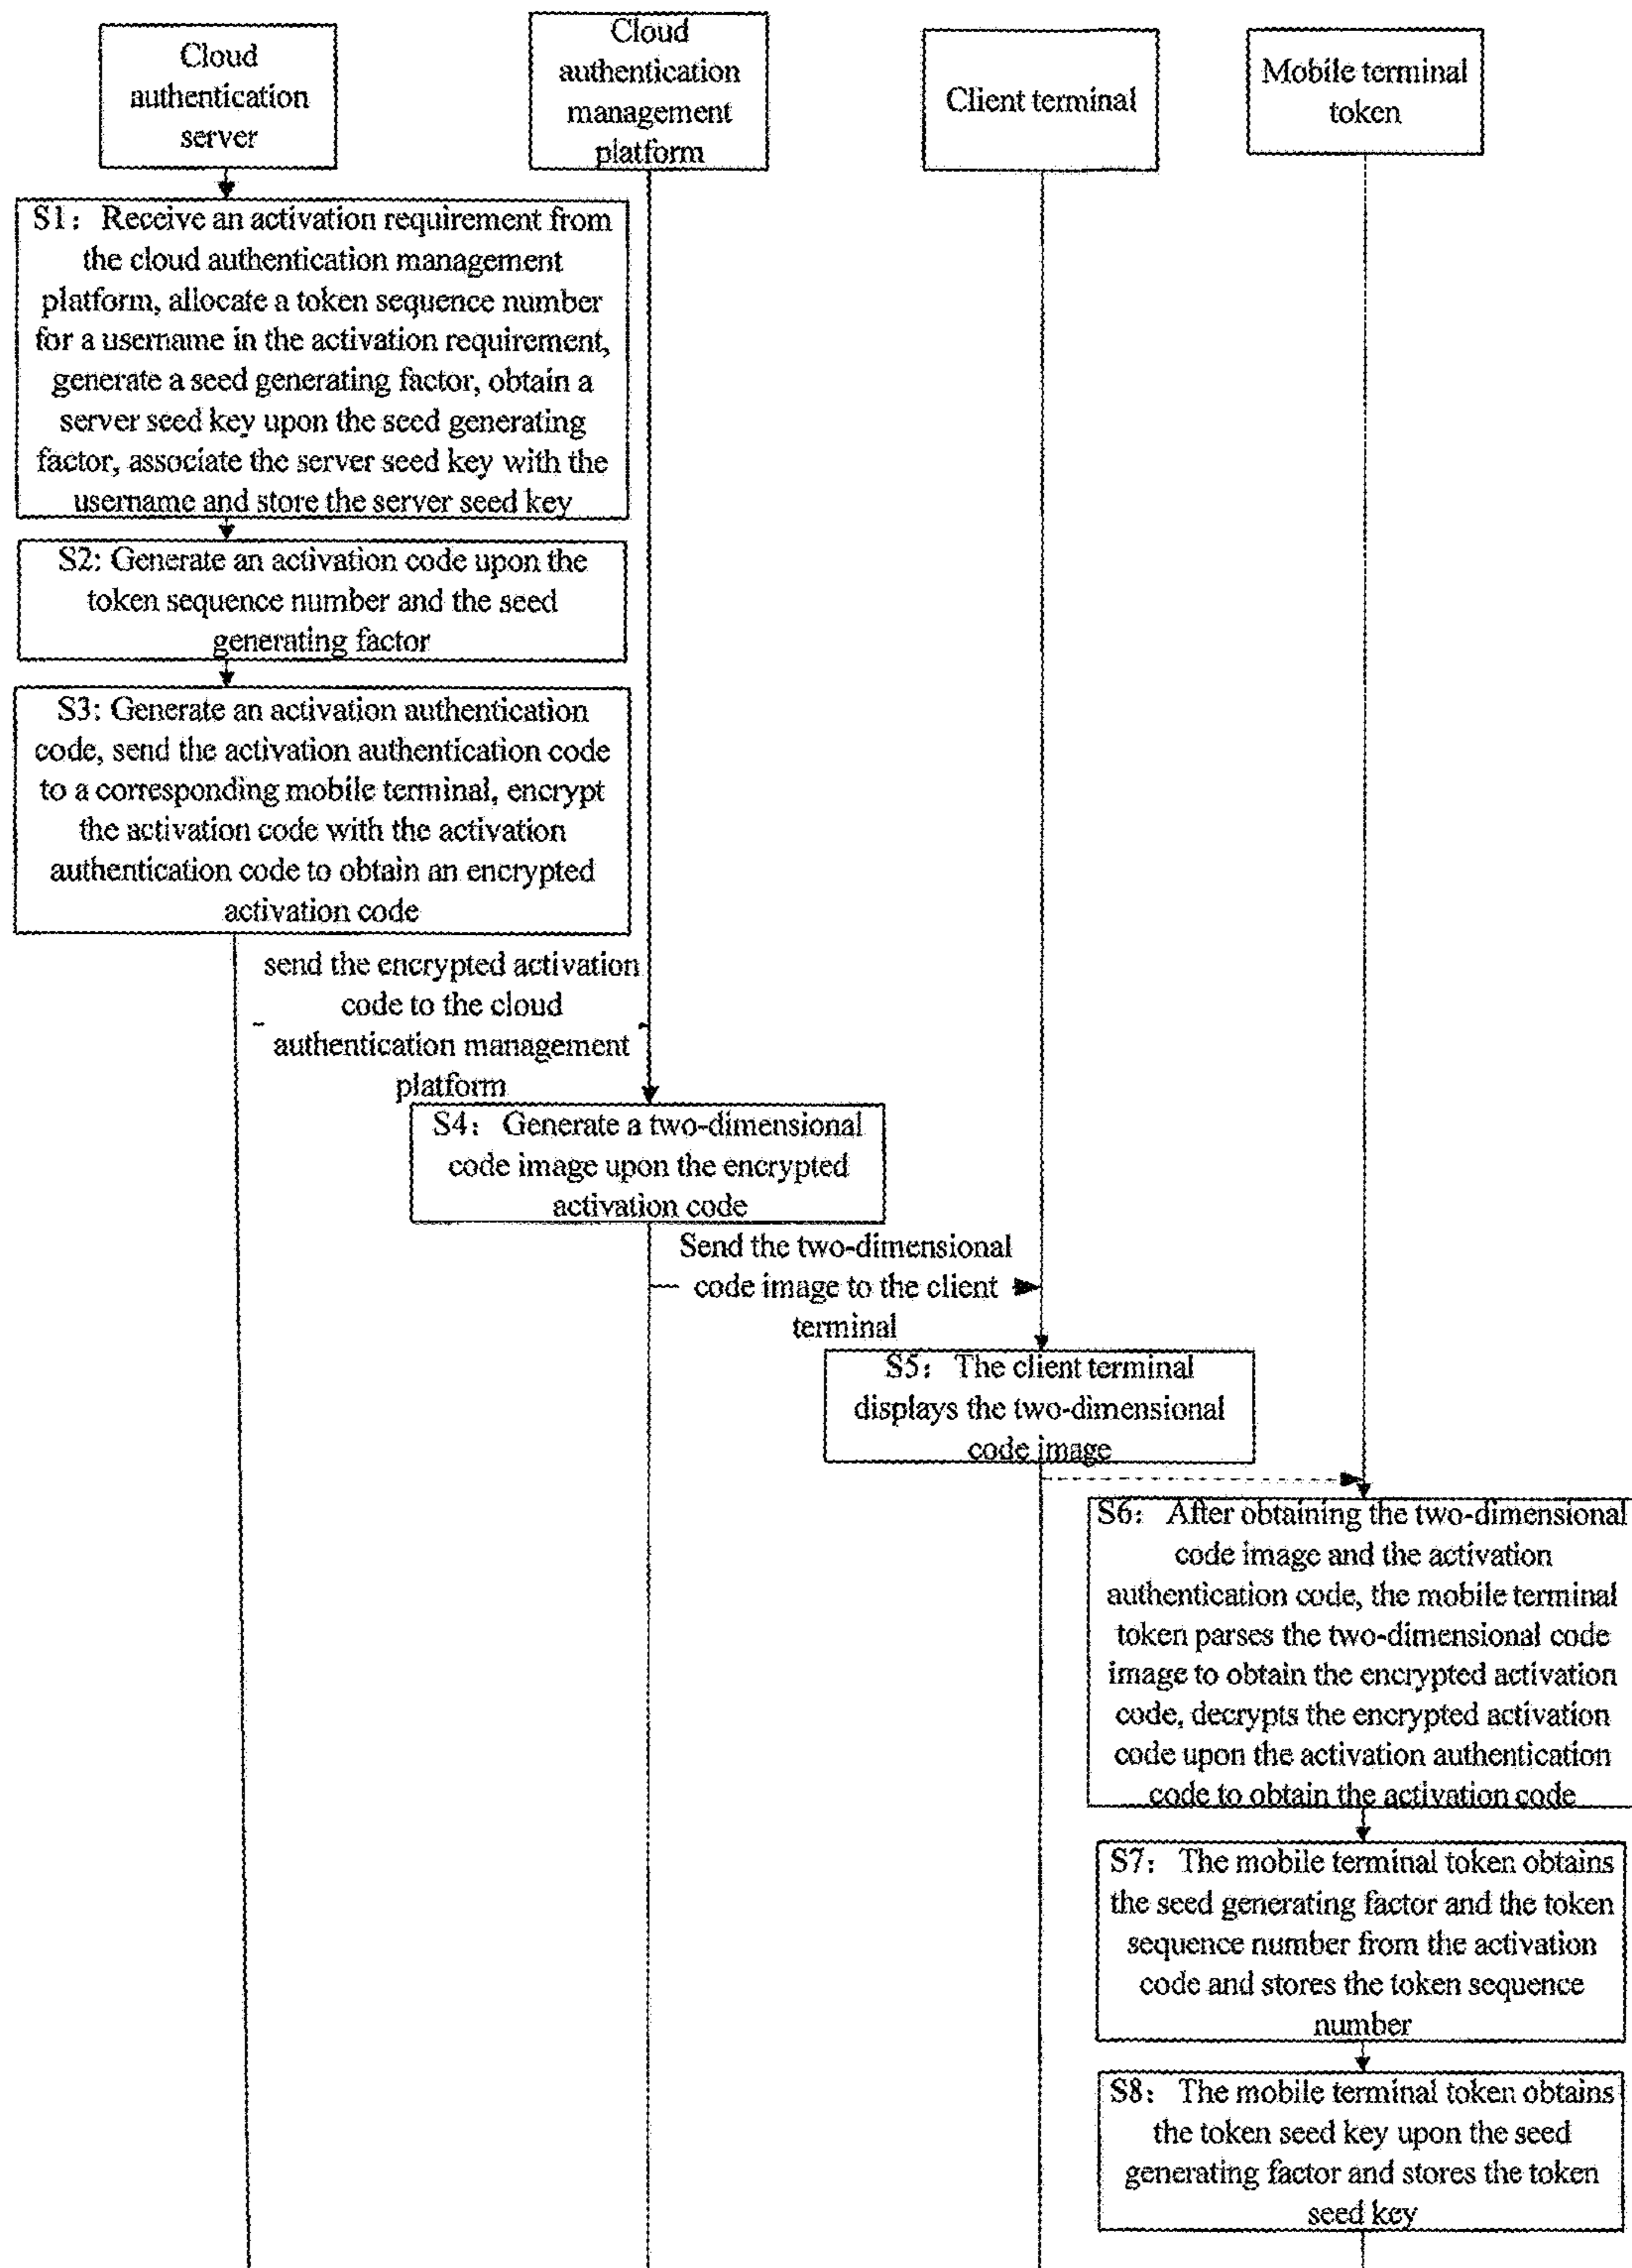 Cloud
authentication
server
Cloud
authentication
management
platform
Client terminal
Mobile terminal
token
S1: Receive an activation requirement from
the cloud authentication management
platform, allocate a token sequence number
for a username in the activation requirement,
generate a seed generating factor, obtain a
server seed key upon the seed generating
factor, associate the server seed key with the
username and store the server seed key
S2: Generate an activation code upon the
token sequence number and the seed
generating factor
S3: Generate an activation authentication
code, send the activation authentication code
to a corresponding mobile terminal, encrypt
the activation code with the activation
authentication code to obtain an encrypted
activation code
send the encrypted activation
code to the cloud
authentication management
platform
S4: Generate a two-dimensional
code image upon the encrypted
activation code
Send the two-dimensional
code image to the client
terminal
S5: The client terminal
displays the two-dimensional
code image
S6: After obtaining the two-dimensional
code image and the activation
authentication code, the mobile terminal
token parses the two-dimensional code
image to obtain the encrypted activation
code, decrypts the encrypted activation
code upon the activation authentication
code to obtain the activation code
S7: The mobile terminal token obtains
the seed generating factor and the token
sequence number from the activation
code and stores the token sequence
number
S8: The mobile terminal token obtains
the token seed key upon the seed
generating factor and stores the token
seed key